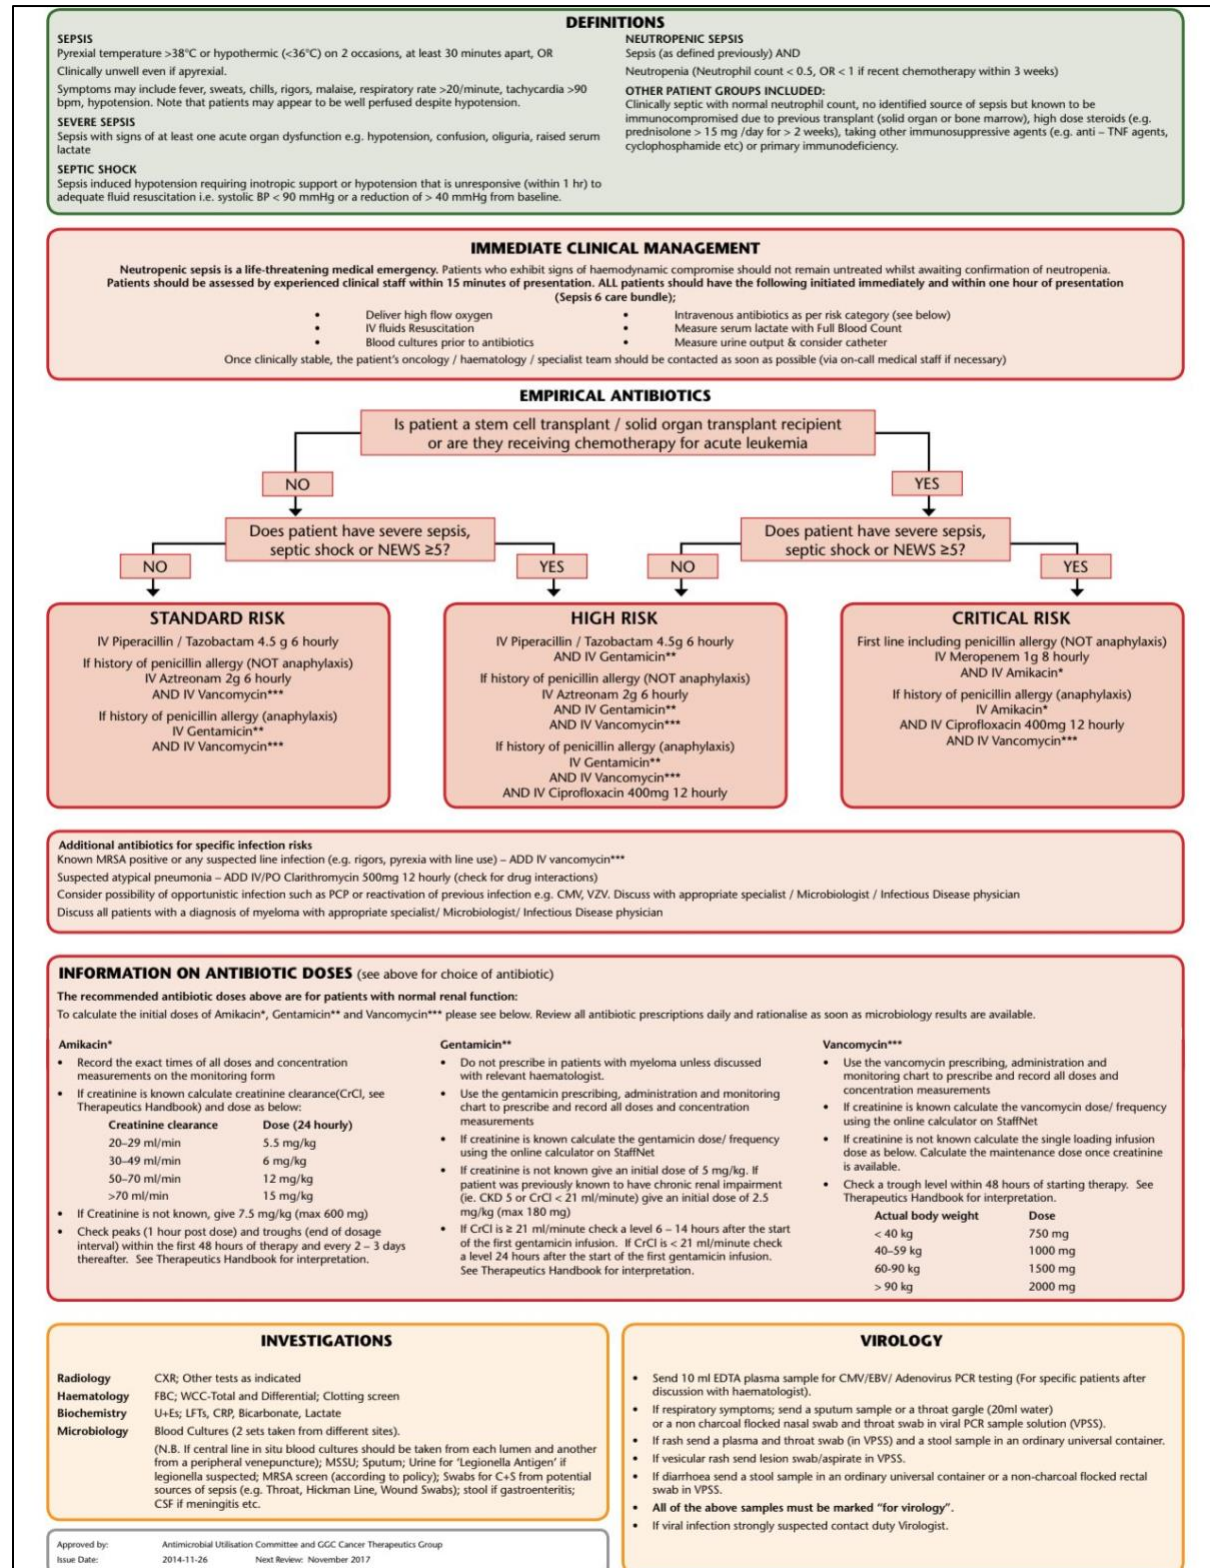 DEFINITIONS
SEPSIS
Pyrexial temperature >38°C or hypothermic (<36°C) on 2 occasions, at least 30 minutes apart, OR
Clinically unwell even if apyrexial.
Symptoms may include fever, sweats, chills, rigors, malaise, respiratory rate >20/minute, tachycardia >90
bpm, hypotension. Note that patients may appear to be well perfused despite hypotension.
SEVERE SEPSIS
Sepsis with signs of at least one acute organ dysfunction e.g. hypotension, confusion, oliguria, raised serum
lactate
SEPTIC SHOCK
Sepsis induced hypotension requiring inotropic support or hypotension that is unresponsive (within 1 hr) to
adequate fluid resuscitation i.e. systolic BP < 90 mmHg or a reduction of > 40 mmHg from baseline.
NEUTROPENIC SEPSIS
Sepsis (as defined previously) AND
Neutropenia (Neutrophil count < 0.5, OR < 1 if recent chemotherapy within 3 weeks)
OTHER PATIENT GROUPS INCLUDED:
Clinically septic with normal neutrophil count, no identified source of sepsis but known to be
immunocompromised due to previous transplant (solid organ or bone marrow), high dose steroids (e.g.
prednisolone > 15 mg /day for > 2 weeks), taking other immunosuppressive agents (e.g. anti – TNF agents,
cyclophosphamide etc) or primary immunodeficiency.
IMMEDIATE CLINICAL MANAGEMENT
Neutropenic sepsis is a life-threatening medical emergency. Patients who exhibit signs of haemodynamic compromise should not remain untreated whilst awaiting confirmation of neutropenia.
Patients should be assessed by experienced clinical staff within 15 minutes of presentation. ALL patients should have the following initiated immediately and within one hour of presentation
(Sepsis 6 care bundle);
• Deliver high flow oxygen
• IV fluids Resuscitation
• Blood cultures prior to antibiotics
• Intravenous antibiotics as per risk category (see below)
• Measure serum lactate with Full Blood Count
• Measure urine output & consider catheter
Once clinically stable, the patient's oncology / haematology / specialist team should be contacted as soon as possible (via on-call medical staff if necessary)
EMPIRICAL ANTIBIOTICS
Is patient a stem cell transplant / solid organ transplant recipient
or are they receiving chemotherapy for acute leukemia
NO
YES
Does patient have severe sepsis,
septic shock or NEWS ≥5?
Does patient have severe sepsis,
septic shock or NEWS ≥5?
NO
YES
NO
YES
STANDARD RISK
IV Piperacillin / Tazobactam 4.5 g 6 hourly
If history of penicillin allergy (NOT anaphylaxis)
IV Aztreonam 2g 6 hourly
AND IV Vancomycin***
If history of penicillin allergy (anaphylaxis)
IV Gentamicin**
AND IV Vancomycin***
HIGH RISK
IV Piperacillin / Tazobactam 4.5g 6 hourly
AND IV Gentamicin**
If history of penicillin allergy (NOT anaphylaxis)
IV Aztreonam 2g 6 hourly
AND IV Gentamicin**
AND IV Vancomycin***
If history of penicillin allergy (anaphylaxis)
IV Gentamicin**
AND IV Vancomycin***
AND IV Ciprofloxacin 400mg 12 hourly
CRITICAL RISK
First line including penicillin allergy (NOT anaphylaxis)
IV Meropenem 1g 8 hourly
AND IV Amikacin*
If history of penicillin allergy (anaphylaxis)
IV Amikacin*
AND IV Ciprofloxacin 400mg 12 hourly
AND IV Vancomycin***
Additional antibiotics for specific infection risks
Known MRSA positive or any suspected line infection (e.g. rigors, pyrexia with line use) – ADD IV vancomycin***
Suspected atypical pneumonia – ADD IV/PO Clarithromycin 500mg 12 hourly (check for drug interactions)
Consider possibility of opportunistic infection such as PCP or reactivation of previous infection e.g. CMV, VZV. Discuss with appropriate specialist / Microbiologist / Infectious Disease physician
Discuss all patients with a diagnosis of myeloma with appropriate specialist/ Microbiologist/ Infectious Disease physician
INFORMATION ON ANTIBIOTIC DOSES (see above for choice of antibiotic)
The recommended antibiotic doses above are for patients with normal renal function:
To calculate the initial doses of Amikacin*, Gentamicin** and Vancomycin*** please see below. Review all antibiotic prescriptions daily and rationalise as soon as microbiology results are available.
Amikacin*
• Record the exact times of all doses and concentration
measurements on the monitoring form
• If creatinine is known calculate creatinine clearance(CrCl, see
Therapeutics Handbook) and dose as below:
Creatinine clearance Dose (24 hourly)
20–29 ml/min 5.5 mg/kg
30–49 ml/min 6 mg/kg
50–70 ml/min 12 mg/kg
>70 ml/min 15 mg/kg
• If Creatinine is not known, give 7.5 mg/kg (max 600 mg)
• Check peaks (1 hour post dose) and troughs (end of dosage
interval) within the first 48 hours of therapy and every 2 – 3 days
thereafter. See Therapeutics Handbook for interpretation.
Gentamicin**
• Do not prescribe in patients with myeloma unless discussed
with relevant haematologist.
• Use the gentamicin prescribing, administration and monitoring
chart to prescribe and record all doses and concentration
measurements
• If creatinine is known calculate the gentamicin dose/ frequency
using the online calculator on StaffNet
• If creatinine is not known give an initial dose of 5 mg/kg. If
patient was previously known to have chronic renal impairment
(ie. CKD 5 or CrCl < 21 ml/minute) give an initial dose of 2.5
mg/kg (max 180 mg)
• If CrCl is ≥ 21 ml/minute check a level 6 – 14 hours after the start
of the first gentamicin infusion. If CrCl is < 21 ml/minute check
a level 24 hours after the start of the first gentamicin infusion.
See Therapeutics Handbook for interpretation.
Vancomycin***
• Use the vancomycin prescribing, administration and
monitoring chart to prescribe and record all doses and
concentration measurements
• If creatinine is known calculate the vancomycin dose/ frequency
using the online calculator on StaffNet
• If creatinine is not known calculate the single loading infusion
dose as below. Calculate the maintenance dose once creatinine
is available.
• Check a trough level within 48 hours of starting therapy. See
Therapeutics Handbook for interpretation.
Actual body weight Dose
< 40 kg 750 mg
40–59 kg 1000 mg
60-90 kg 1500 mg
> 90 kg 2000 mg
INVESTIGATIONS
Radiology CXR; Other tests as indicated
Haematology FBC; WCC-Total and Differential; Clotting screen
Biochemistry U+Es; LFTs, CRP, Bicarbonate, Lactate
Microbiology Blood Cultures (2 sets taken from different sites).
(N.B. If central line in situ blood cultures should be taken from each lumen and another
from a peripheral venepuncture); MSSU; Sputum; Urine for 'Legionella Antigen' if
legionella suspected; MRSA screen (according to policy); Swabs for C+S from potential
sources of sepsis (e.g. Throat, Hickman Line, Wound Swabs); stool if gastroenteritis;
CSF if meningitis etc.
VIROLOGY
• Send 10 ml EDTA plasma sample for CMV/EBV/ Adenovirus PCR testing (For specific patients after
discussion with haematologist).
• If respiratory symptoms; send a sputum sample or a throat gargle (20ml water)
or a non charcoal flocked nasal swab and throat swab in viral PCR sample solution (VPSS).
• If rash send a plasma and throat swab (in VPSS) and a stool sample in an ordinary universal container.
• If vesicular rash send lesion swab/aspirate in VPSS.
• If diarrhoea send a stool sample in an ordinary universal container or a non-charcoal flocked rectal
swab in VPSS.
• All of the above samples must be marked "for virology".
• If viral infection strongly suspected contact duty Virologist.
Approved by: Antimicrobial Utilisation Committee and GGC Cancer Therapeutics Group
Issue Date: 2014-11-26 Next Review: November 2017